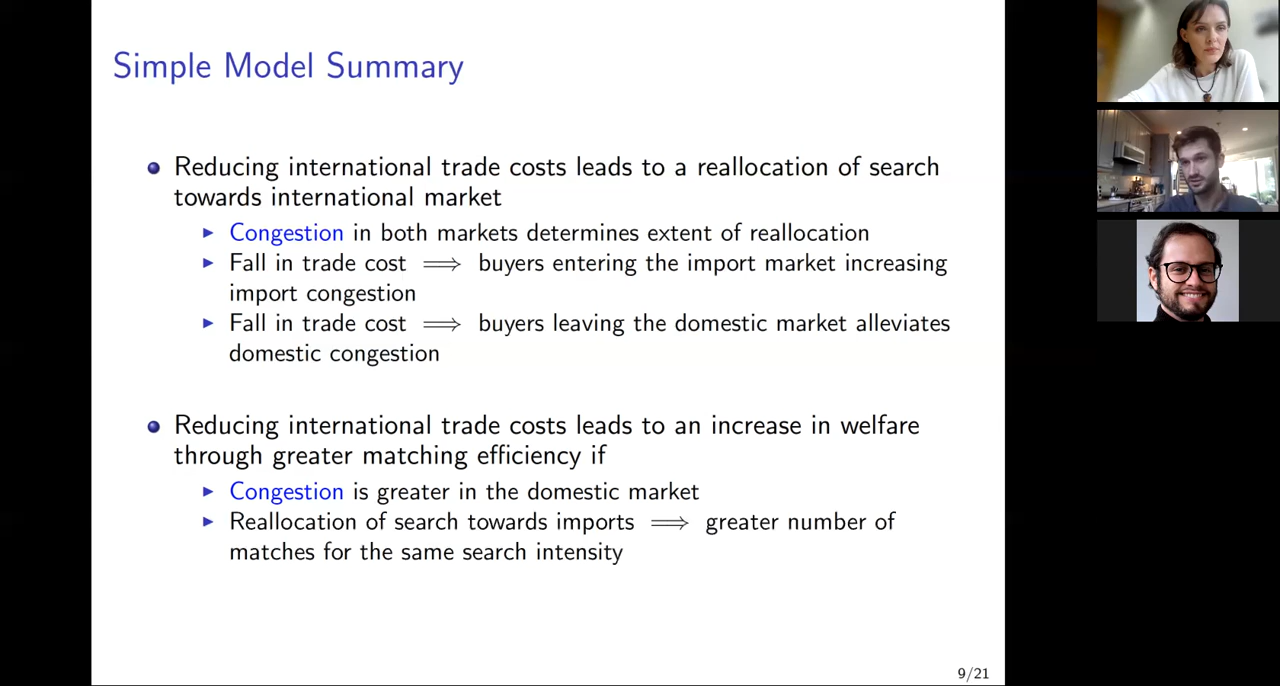 Simple Model Summary
Reducing international trade costs leads to a reallocation of search
towards international market
Congestion in both markets determines extent of reallocation
Fall in trade cost ⟹ buyers entering the import market increasing
import congestion
Fall in trade cost ⟹ buyers leaving the domestic market alleviates
domestic congestion
Reducing international trade costs leads to an increase in welfare
through greater matching efficiency if
Congestion is greater in the domestic market
Reallocation of search towards imports ⟹ greater number of
matches for the same search intensity
9/21